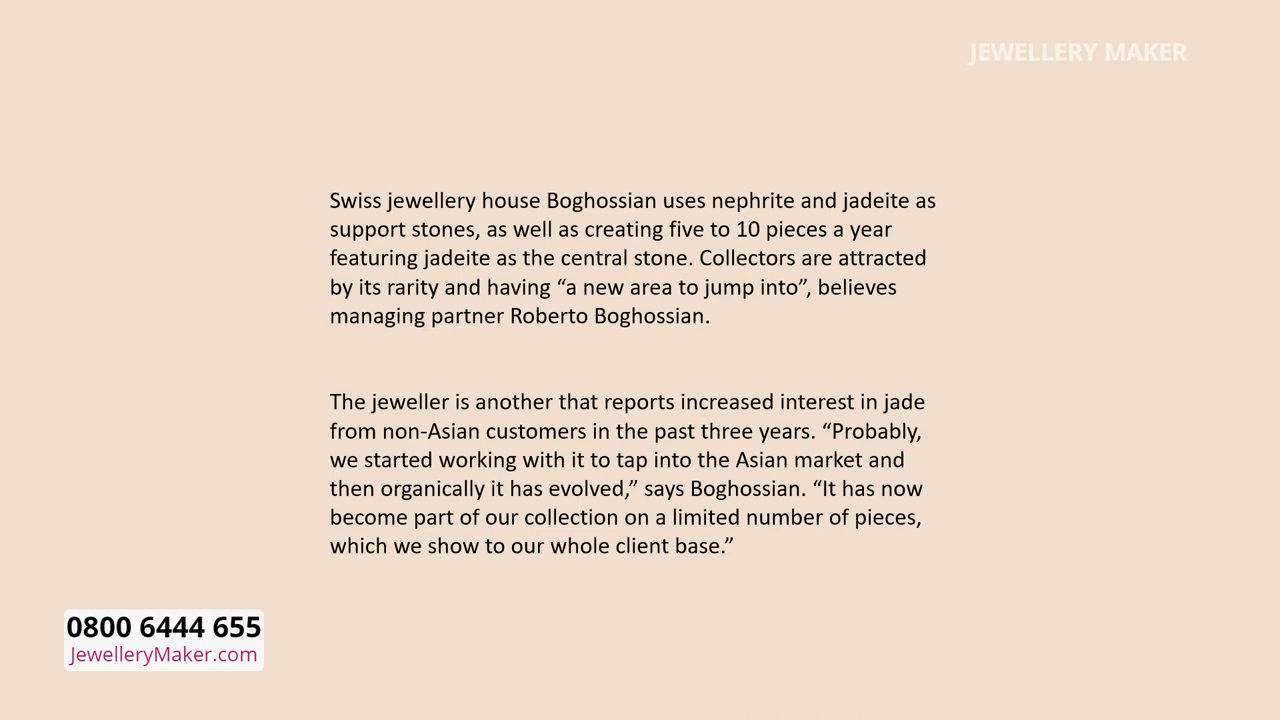 JEWELLERY MAKER
Swiss jewellery house Boghossian uses nephrite and jadeite as
support stones, as well as creating five to 10 pieces a year
featuring jadeite as the central stone. Collectors are attracted
by its rarity and having “a new area to jump into”, believes
managing partner Roberto Boghossian.
The jeweller is another that reports increased interest in jade
from non-Asian customers in the past three years. “Probably,
we started working with it to tap into the Asian market and
then organically it has evolved,” says Boghossian. “It has now
become part of our collection on a limited number of pieces,
which we show to our whole client base.”
0800 6444 655
JewelleryMaker.com